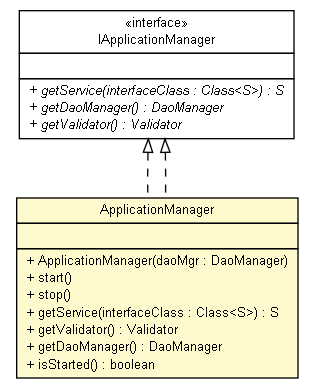 «interface»
IApplicationManager
+ getService(interfaceClass : Class<S>) : S
+ getDaoManager() : DaoManager
+ getValidator() : Validator
ApplicationManager
+ ApplicationManager(daoMgr : DaoManager)
+ start()
+ stop()
+ getService(interfaceClass : Class<S>) : S
+ getValidator() : Validator
+ getDaoManager() : DaoManager
+ isStarted() : boolean